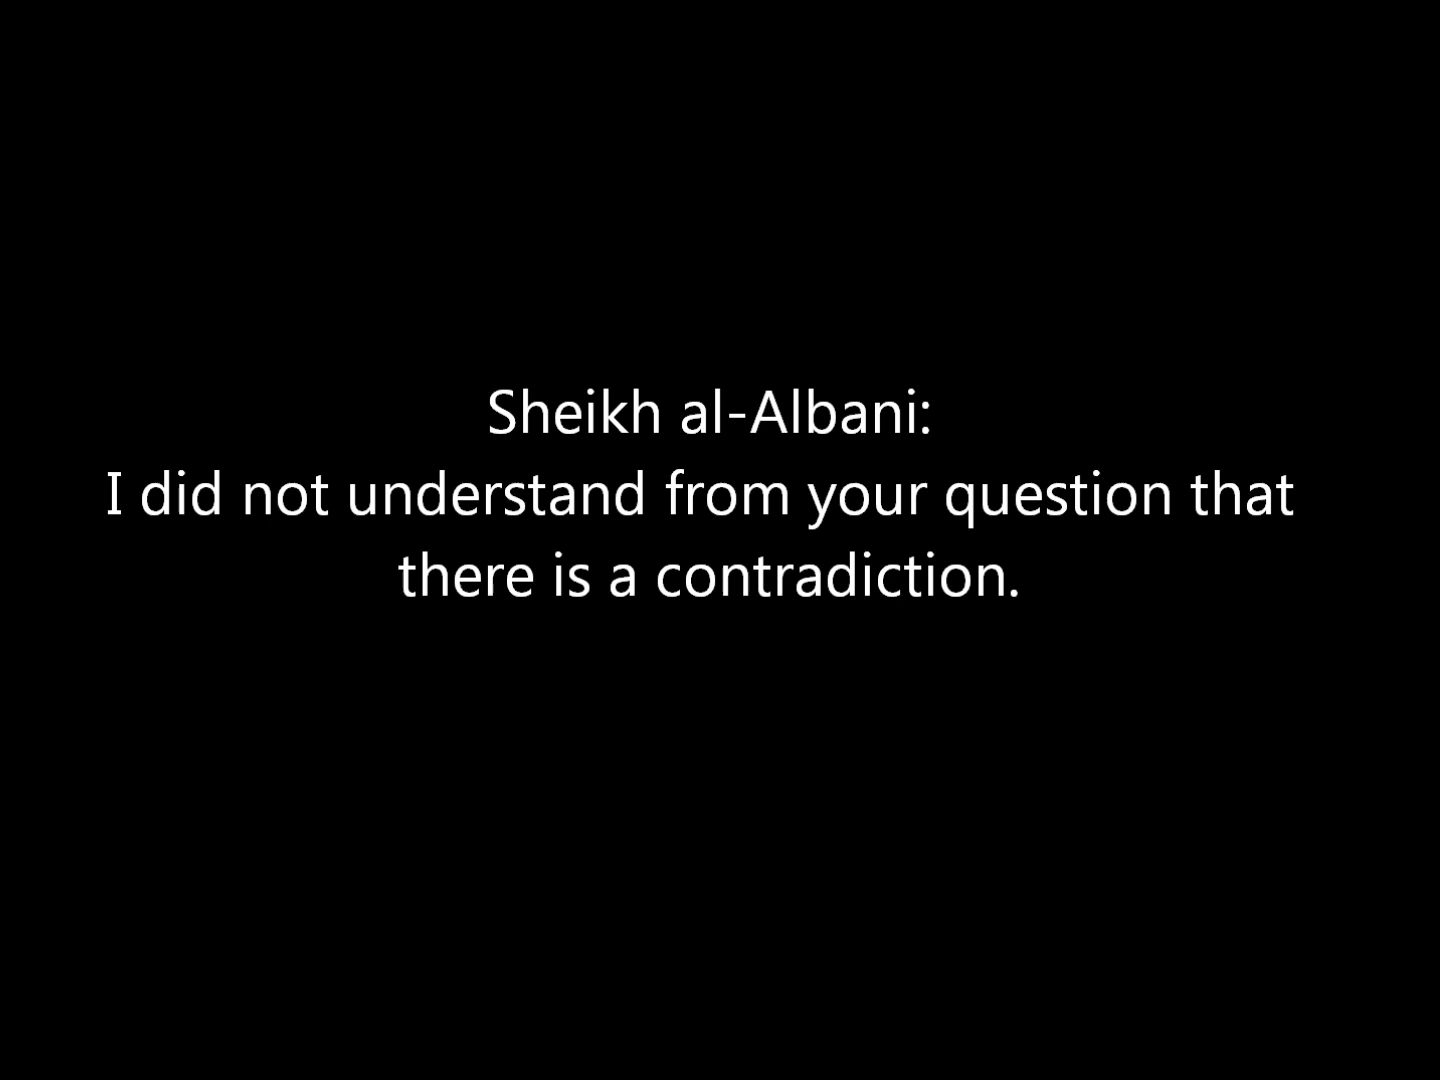 Sheikh al-Albani:
I did not understand from your question that
there is a contradiction.